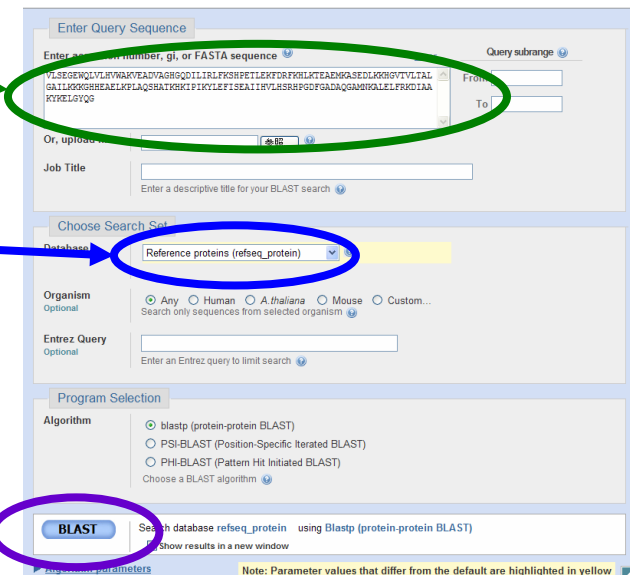 Enter Query Sequence
Enter accession number, gi, or FASTA sequence
Query subrange
VLSEGEWQLVLHVWAKVEADVAGHGQDILIRLFKSHPETLEKFDRFKHLKTEAEMKASEDLKKHGVTVLTAL
GAILKKKGHHEAELKPLAQSHATKHKIPIKYLEFISEAIIHVLHSRHPGDFGADAQGAMNKALELFRKDIAA
KYKELGYQG
From
To
Or, upload
参照...
Job Title
Enter a descriptive title for your BLAST search
Choose Search Set
Database
Reference proteins (refseq_protein)
Organism
Optional
Any Human A.thaliana Mouse Custom...
Search only sequences from selected organism
Entrez Query
Optional
Enter an Entrez query to limit search
Program Selection
Algorithm
blastp (protein-protein BLAST)
PSI-BLAST (Position-Specific Iterated BLAST)
PHI-BLAST (Pattern Hit Initiated BLAST)
Choose a BLAST algorithm
BLAST
Search database refseq_protein using Blastp (protein-protein BLAST)
Show results in a new window
Algorithm parameters
Note: Parameter values that differ from the default are highlighted in yellow